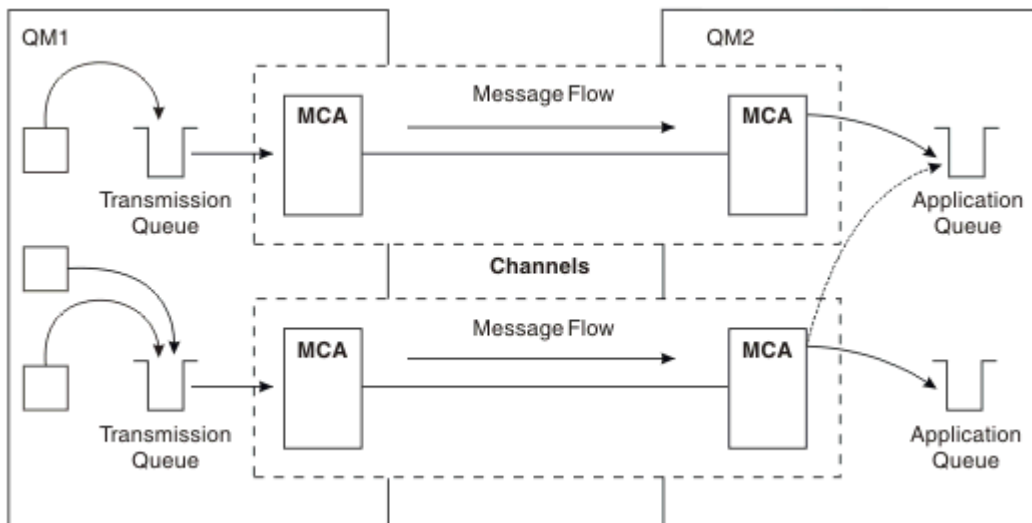 QM1
QM2
Message Flow
MCA
MCA
Transmission
Queue
Application
Queue
Channels
Message Flow
MCA
MCA
Transmission
Queue
Application
Queue